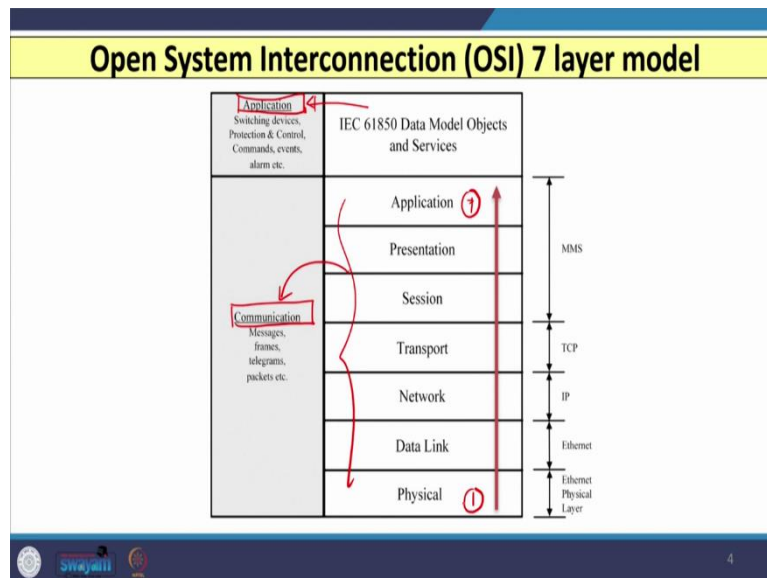 Open System Interconnection (OSI) 7 layer model
Application
Switching devices,
Protection & Control,
Commands, events,
alarm etc.
IEC 61850 Data Model Objects
and Services
Communication
Messages,
frames,
telegrams,
packets etc.
Application 7
Presentation
Session
Transport
Network
Data Link
Physical 1
MMS
TCP
IP
Ethernet
Ethernet
Physical
Layer
swayam
4